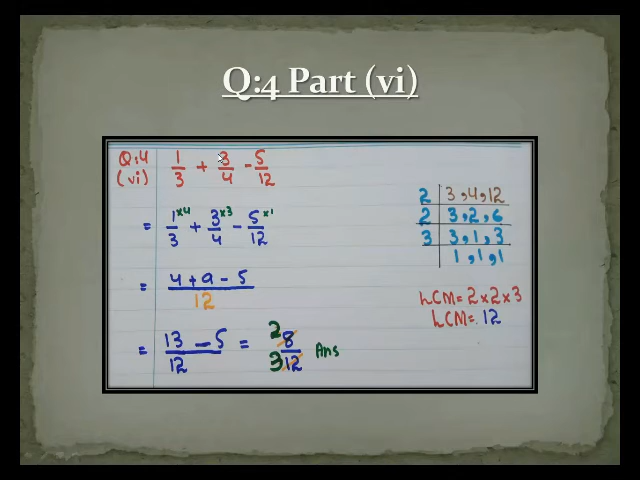 Q:4 Part (vi)
Q:4 (vi) 1/3 + 3/4 - 5/12
= 1×4/3 + 3×3/4 - 5×1/12
= 4 + 9 - 5/12
= 13 - 5/12 = 8/12 2/3 Ans
2 | 3, 4, 12
2 | 3, 2, 6
3 | 3, 1, 3
1, 1, 1
LCM = 2 × 2 × 3
LCM = 12